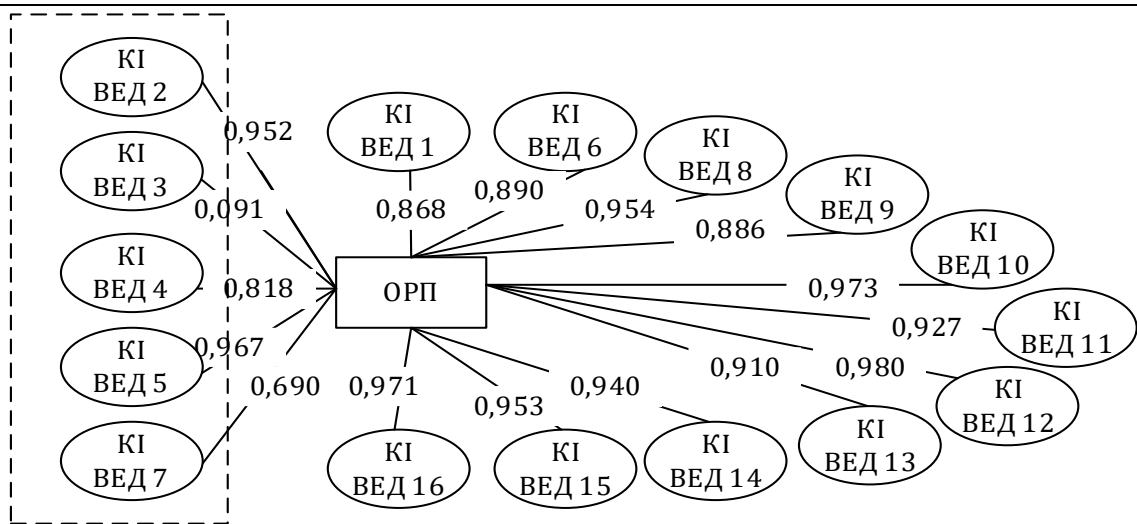 КІ
ВЕД 2
КІ
ВЕД 3
КІ
ВЕД 4
КІ
ВЕД 5
КІ
ВЕД 7
0,952
0,091
0,818
0,967
0,690
КІ
ВЕД 1
КІ
ВЕД 6
КІ
ВЕД 8
КІ
ВЕД 9
КІ
ВЕД 10
КІ
ВЕД 11
КІ
ВЕД 12
КІ
ВЕД 13
КІ
ВЕД 14
КІ
ВЕД 15
КІ
ВЕД 16
0,868
0,890
0,954
0,886
0,973
0,927
0,980
0,910
0,940
0,953
0,971
ОРП